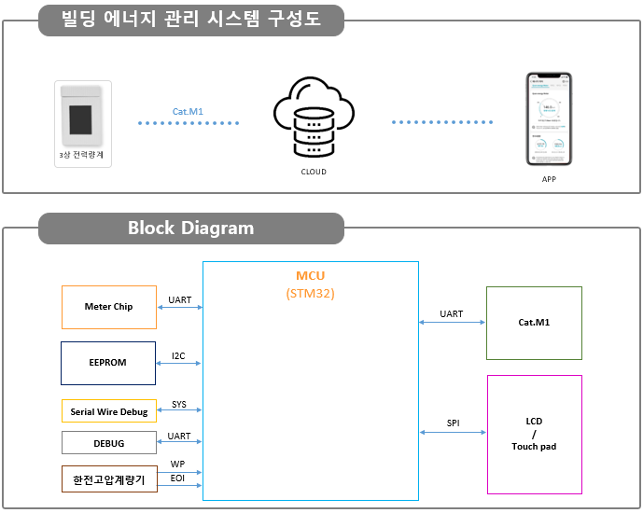 빌딩 에너지 관리 시스템 구성도
Cat.M1
3상 전력량계
CLOUD
APP
Block Diagram
MCU
(STM32)
Meter Chip
UART
UART
Cat.M1
EEPROM
I2C
Serial Wire Debug
SYS
SPI
LCD
/
Touch pad
DEBUG
UART
한전고압계량기
WP
EOI